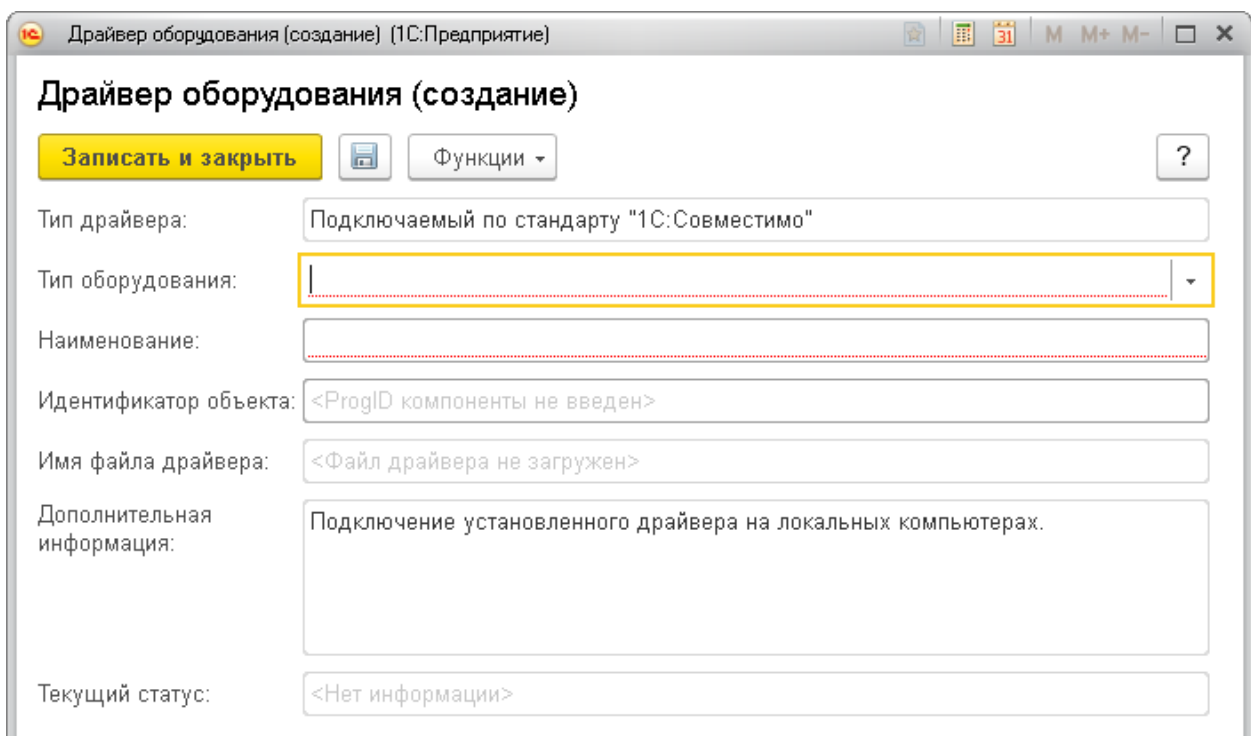 1С Драйвер оборудования (создание) (1С:Предприятие) 31 M M+ M-
Драйвер оборудования (создание)
Записать и закрыть Функции ?
Тип драйвера: Подключаемый по стандарту "1С:Совместимо"
Тип оборудования:
Наименование:
Идентификатор объекта: <ProgID компоненты не введен>
Имя файла драйвера: <Файл драйвера не загружен>
Дополнительная
информация:
Подключение установленного драйвера на локальных компьютерах.
Текущий статус: <Нет информации>